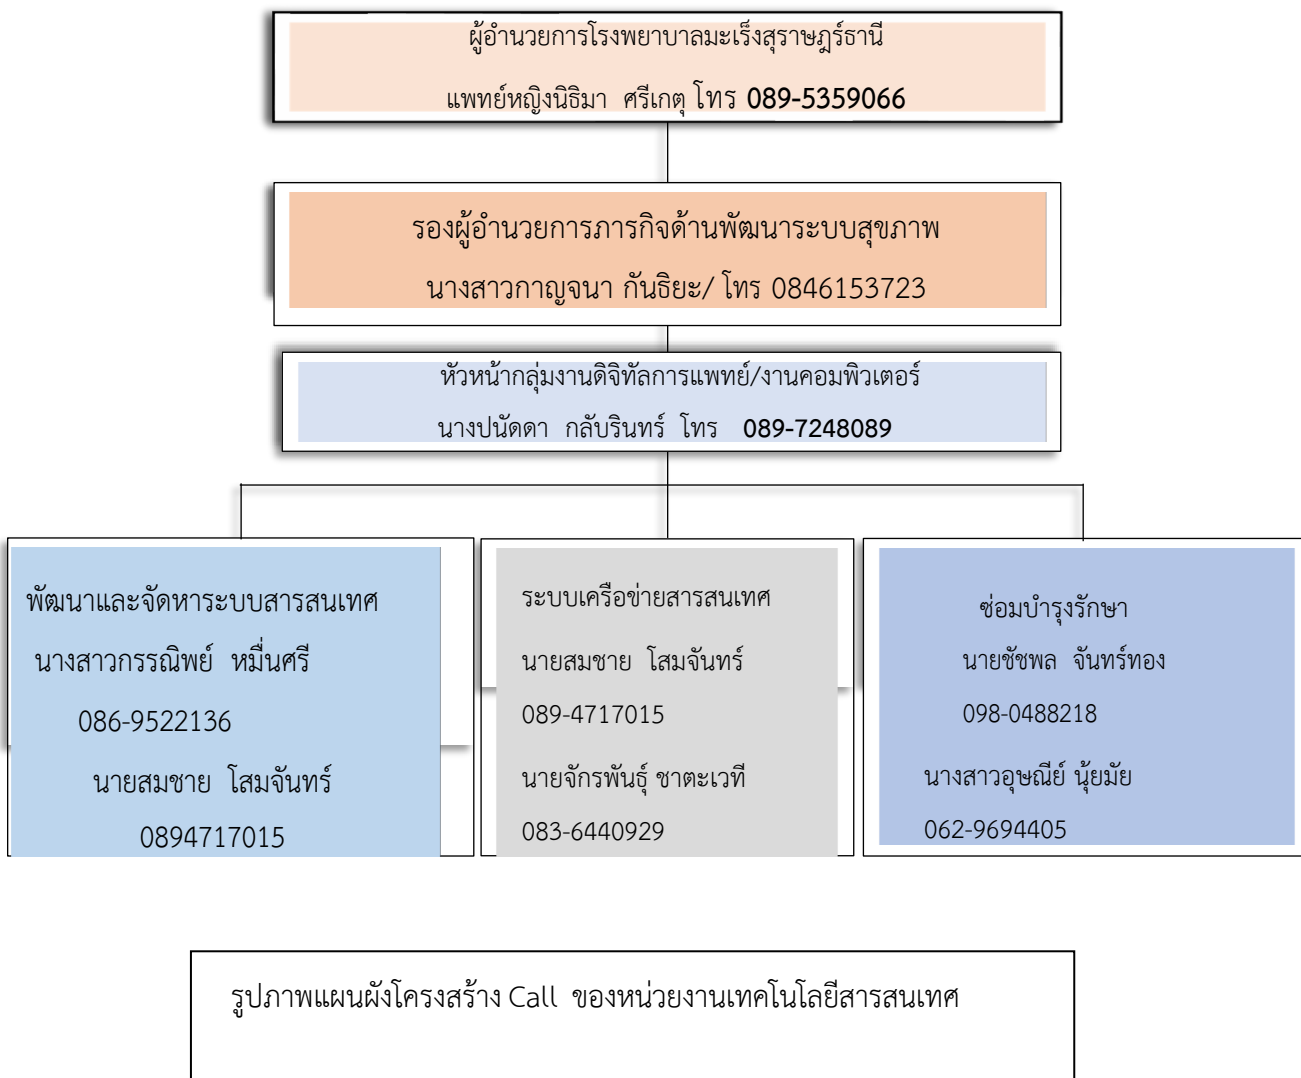 ผู้อำนวยการโรงพยาบาลมะเร็งสุราษฎร์ธานี
แพทย์หญิงนิธิมา ศรีเกตุ โทร 089-5359066
รองผู้อำนวยการภารกิจด้านพัฒนาระบบสุขภาพ
นางสาวกาญจนา กันธิยะ/ โทร 0846153723
หัวหน้ากลุ่มงานดิจิทัลการแพทย์/งานคอมพิวเตอร์
นางปนัดดา กลับรินทร์ โทร 089-7248089
พัฒนาและจัดหาระบบสารสนเทศ
นางสาวกรรณิพย์ หมื่นศรี
086-9522136
นายสมชาย โสมจันทร์
0894717015
ระบบเครือข่ายสารสนเทศ
นายสมชาย โสมจันทร์
089-4717015
นายจักรพันธุ์ ชาตะเวที
083-6440929
ซ่อมบำรุงรักษา
นายชัชพล จันทร์ทอง
098-0488218
นางสาวอุษณีย์ นุ้ยมัย
062-9694405
รูปภาพแผนผังโครงสร้าง Call ของหน่วยงานเทคโนโลยีสารสนเทศ